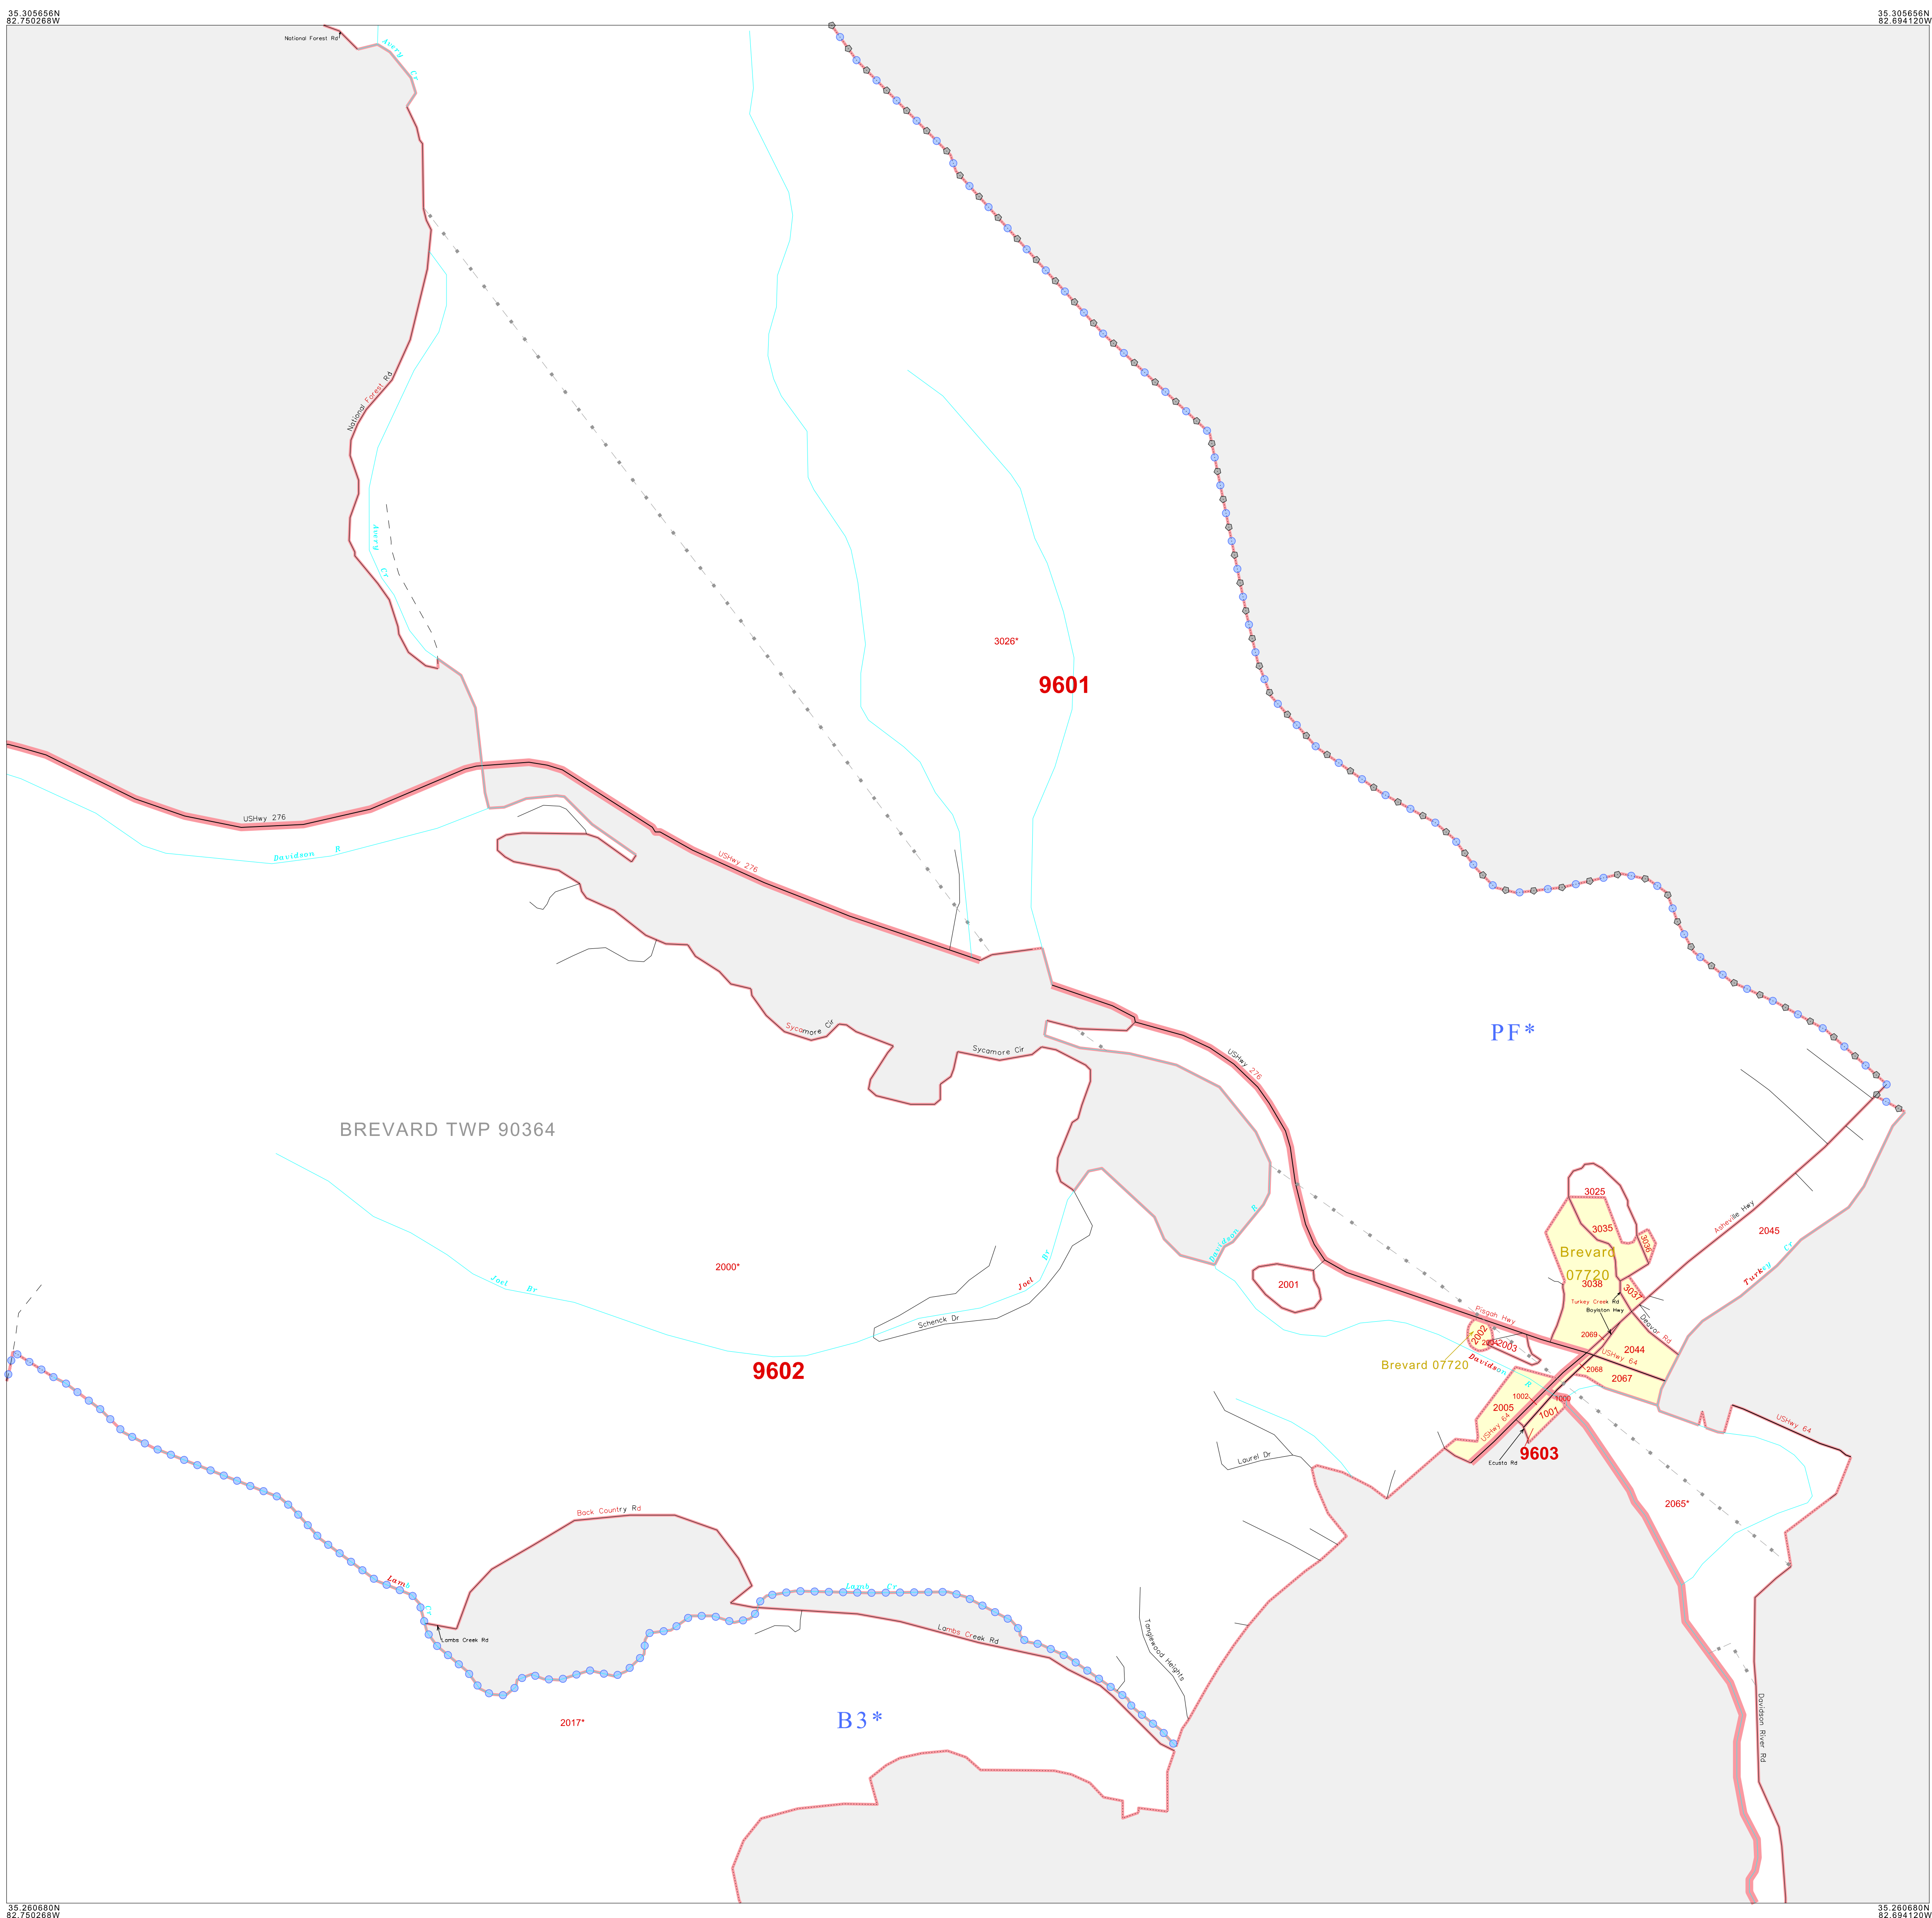 35.305656N
82.750268W
35.305656N
82.694120W
National Forest Rd
Avery Cr
National Forest Rd
Avery Cr
3026*
9601
USHwy 276
Davidson R
USHwy 276
Sycamore Cir
Sycamore Cir
USHwy 276
PF*
BREVARD TWP 90364
3025
Asheville Hwy
3035
2045
3036
Brevard
07720
Davidson R
Turkey Cr
2000*
Joel Br
Joel Br
2001
3038
3037
Turkey Creek Rd
Boylston Hwy
Pisgah Hwy
Schenck Dr
Deavor Rd
2002
2069
2003
2044
USHwy 64
Brevard 07720
Davidson R
2068
2067
9602
1002
1000
2005
1001
USHwy 64
USHwy 64
9603
Ecusta Rd
Laurel Dr
2065*
Back Country Rd
Lamb Cr
Lamb Cr
Lambs Creek Rd
Lambs Creek Rd
Tanglewood Heights
Davidson River Rd
2017*
B3*
35.260680N
82.750268W
35.260680N
82.694120W